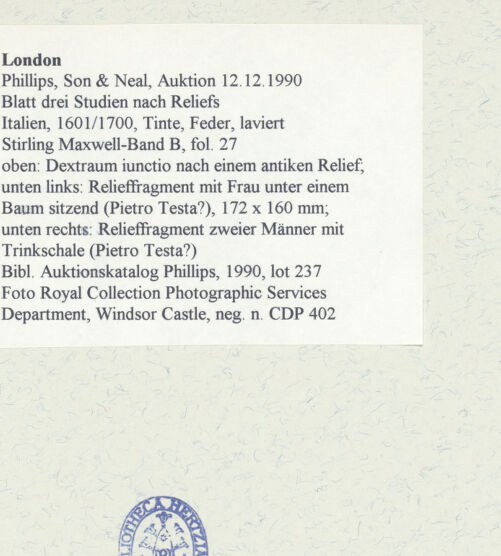 London
Phillips, Son & Neal, Auktion 12.12.1990
Blatt drei Studien nach Reliefs
Italien, 1601/1700, Tinte, Feder, laviert
Stirling Maxwell-Band B, fol. 27
oben: Dextraum iunctio nach einem antiken Relief;
unten links: Relieffragment mit Frau unter einem
Baum sitzend (Pietro Testa?), 172 x 160 mm;
unten rechts: Relieffragment zweier Männer mit
Trinkschale (Pietro Testa?)
Bibl. Auktionskatalog Phillips, 1990, lot 237
Foto Royal Collection Photographic Services
Department, Windsor Castle, neg. n. CDP 402
BLIOTHECA HERTZIA